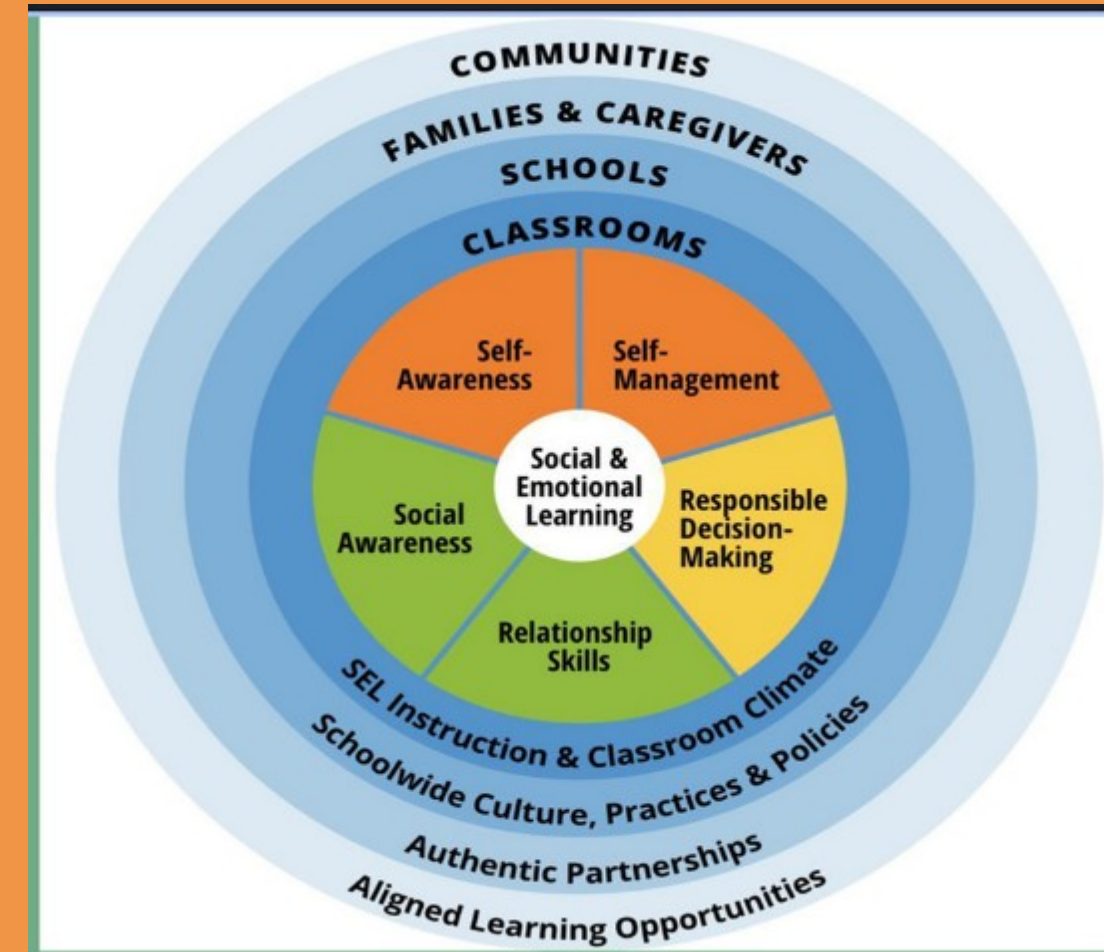 COMMUNITIES
FAMILIES & CAREGIVERS
SCHOOLS
CLASSROOMS
Self-
Awareness
Self-
Management
Social &
Emotional
Learning
Social
Awareness
Responsible
Decision-
Making
Relationship
Skills
SEL Instruction & Classroom Climate
Schoolwide Culture, Practices & Policies
Authentic Partnerships
Aligned Learning Opportunities